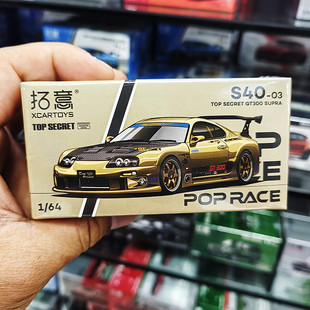 拓意®
XCARTOYS
TOP SECRET
S40-03
TOP SECRET GT300 SUPRA
POP RACE
1/64